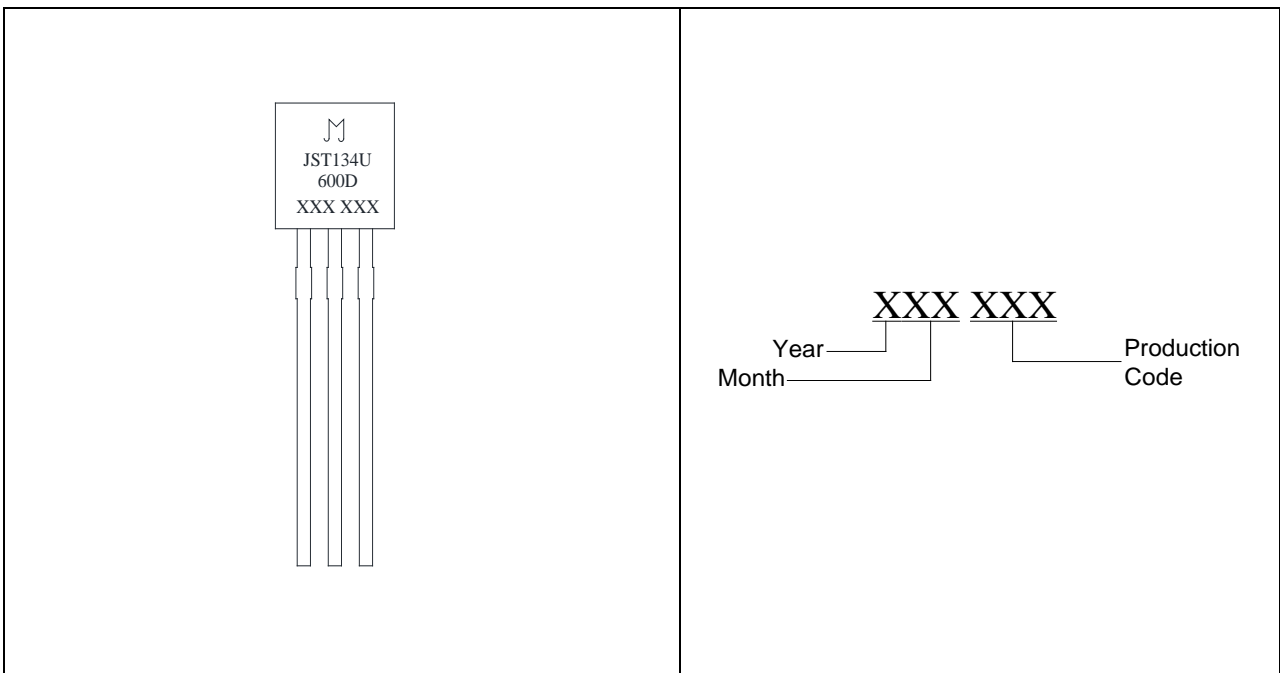 JST134U
600D
XXX XXX
XXX XXX
Year
Month
Production
Code